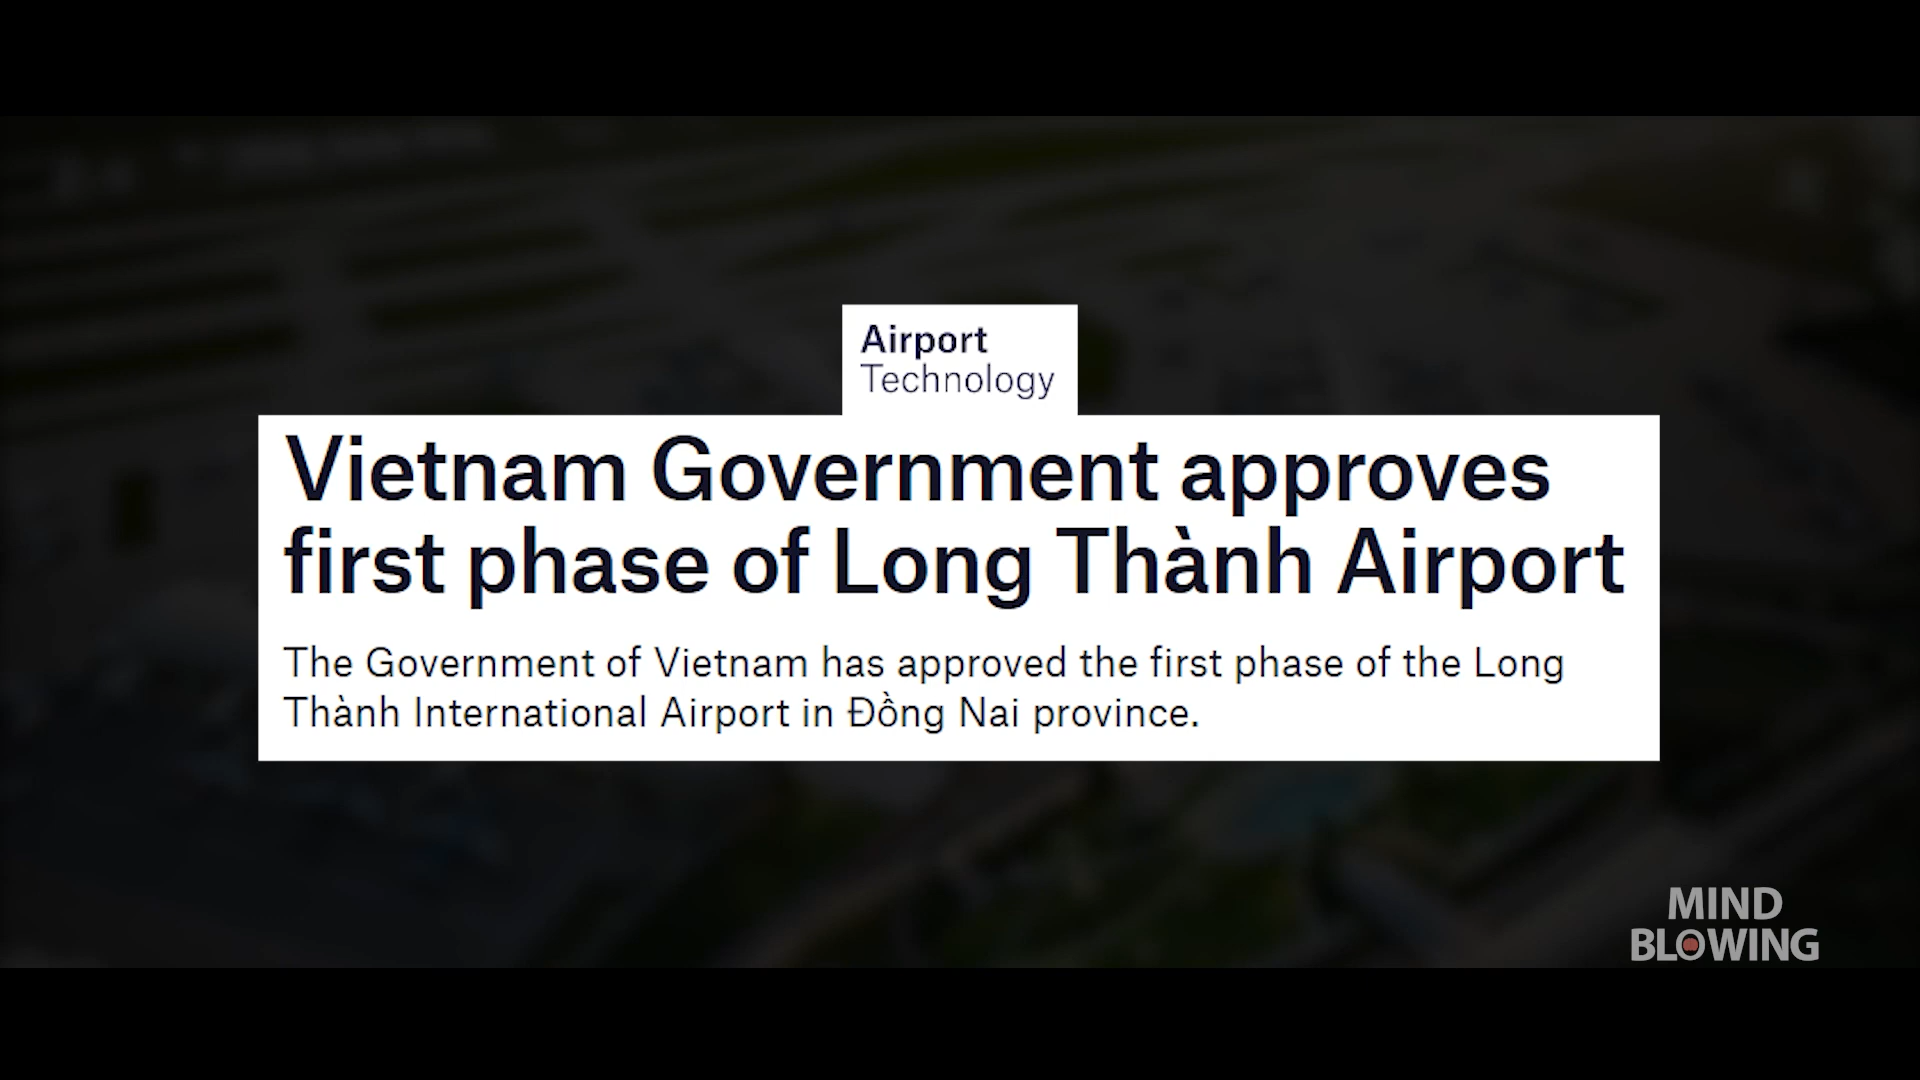 Airport
Technology
Vietnam Government approves
first phase of Long Thành Airport
The Government of Vietnam has approved the first phase of the Long
Thành International Airport in Đồng Nai province.
MIND
BLOWING